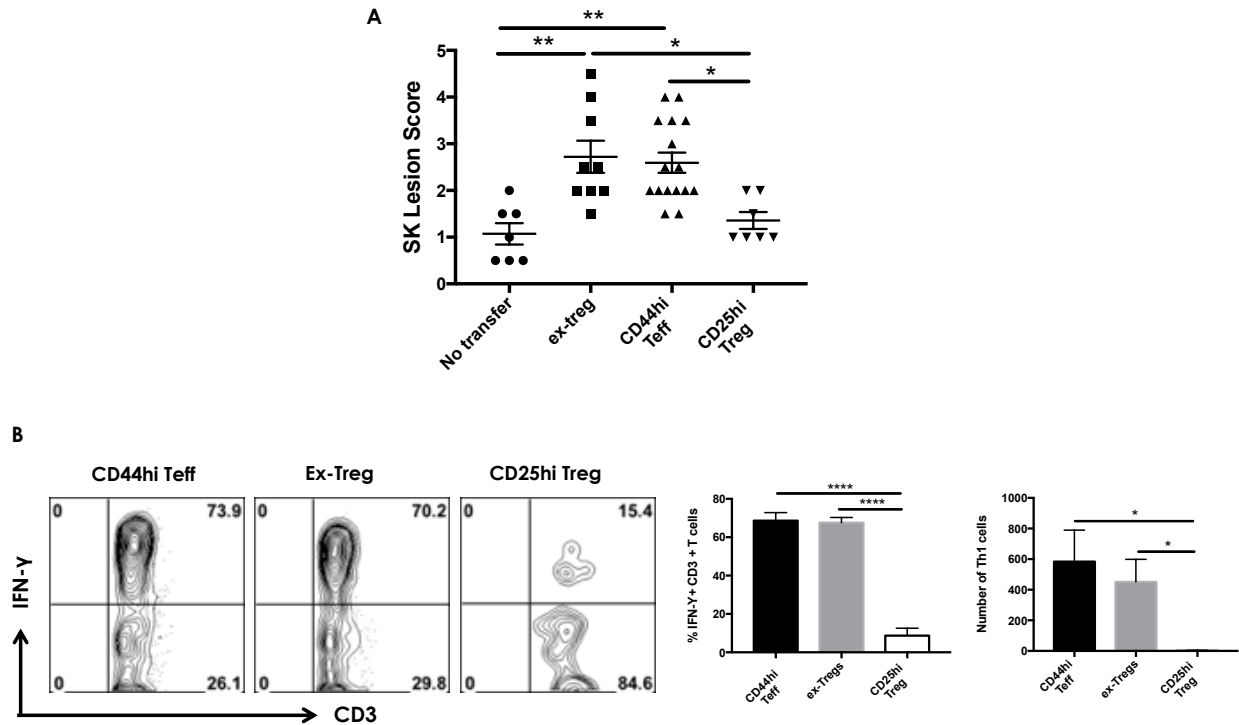 A
**
**
*
*
5
4
3
2
1
0
SK Lesion Score
No transfer
ex-treg
CD44hi
Teff
CD25hi
Treg
B
CD44hi Teff
Ex-Treg
CD25hi Treg
0 73.9
0 26.1
0 70.2
0 29.8
0 15.4
0 84.6
IFN-γ
CD3
****
****
80
60
40
20
0
% IFN-Y+ CD3 + T cells
CD44hi
Teff
ex-Tregs
CD25hi
Treg
*
*
1000
800
600
400
200
0
Number of Th1 cells
CD44hi
Teff
ex-Tregs
CD25hi
Treg